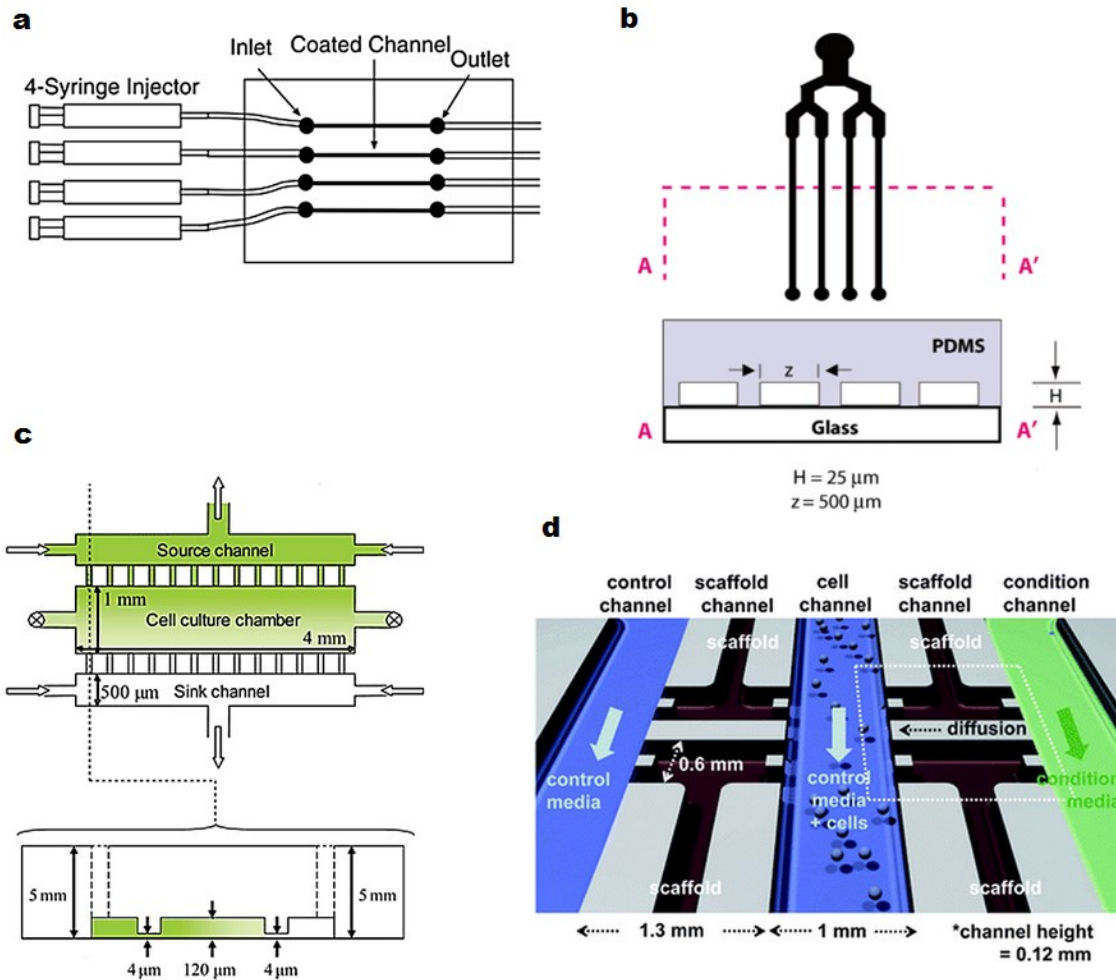 a
Inlet
Coated Channel
Outlet
4-Syringe Injector
b
A
A'
PDMS
z
H
A
Glass
A'
H = 25 µm
z = 500 µm
c
Source channel
1 mm
Cell culture chamber
4 mm
500 µm
Sink channel
5 mm
5 mm
4 µm
120 µm
4 µm
d
control
channel
scaffold
channel
cell
channel
scaffold
channel
condition
channel
scaffold
scaffold
diffusion
0.6 mm
control
media
control
media
+ cells
condition
media
scaffold
scaffold
1.3 mm
1 mm
*channel height
= 0.12 mm